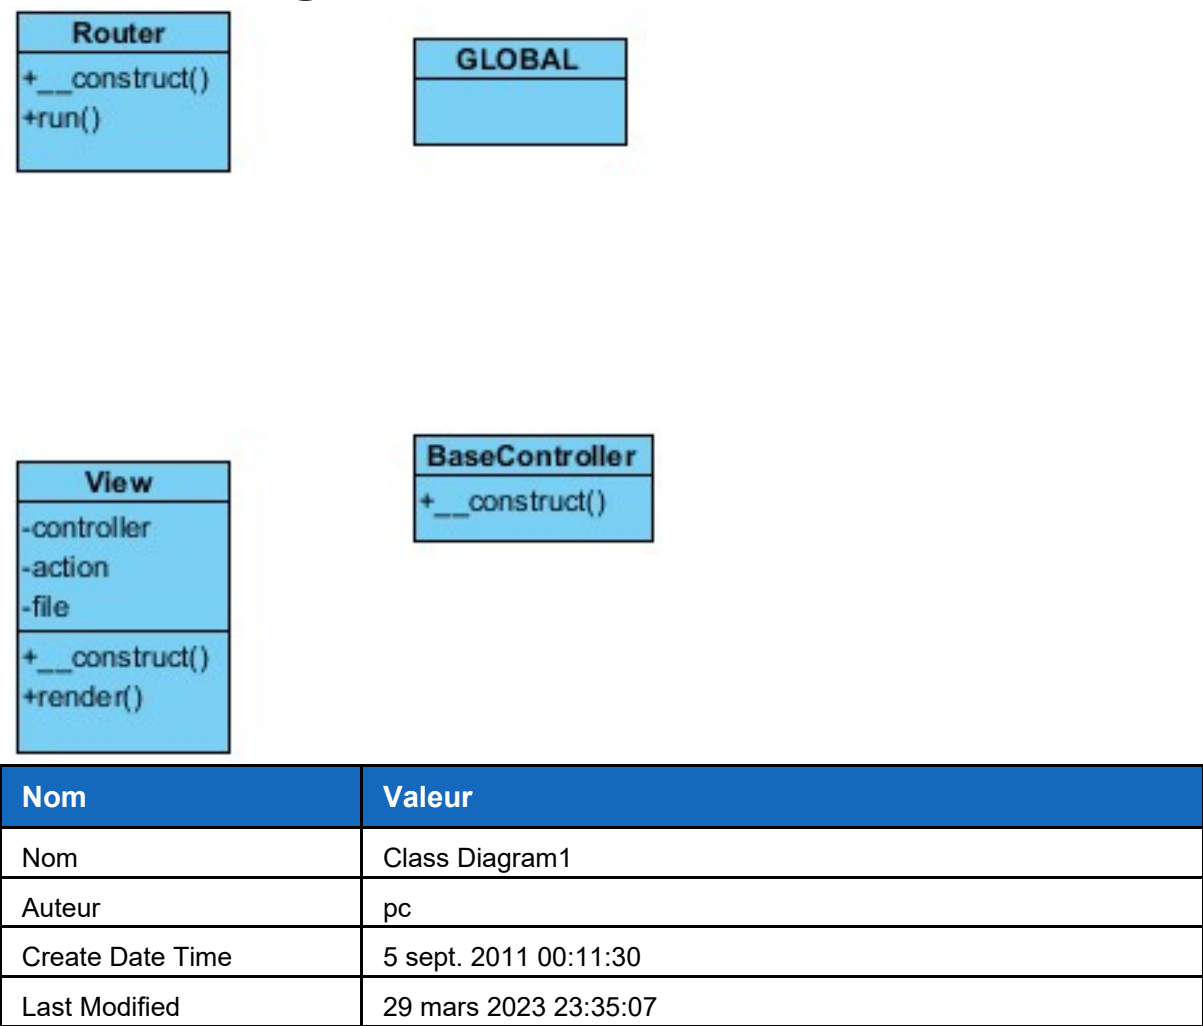 Router
+__construct()
+run()
GLOBAL
View
-controller
-action
-file
+__construct()
+render()
BaseController
+__construct()
Nom Valeur
Nom Class Diagram1
Auteur pc
Create Date Time 5 sept. 2011 00:11:30
Last Modified 29 mars 2023 23:35:07